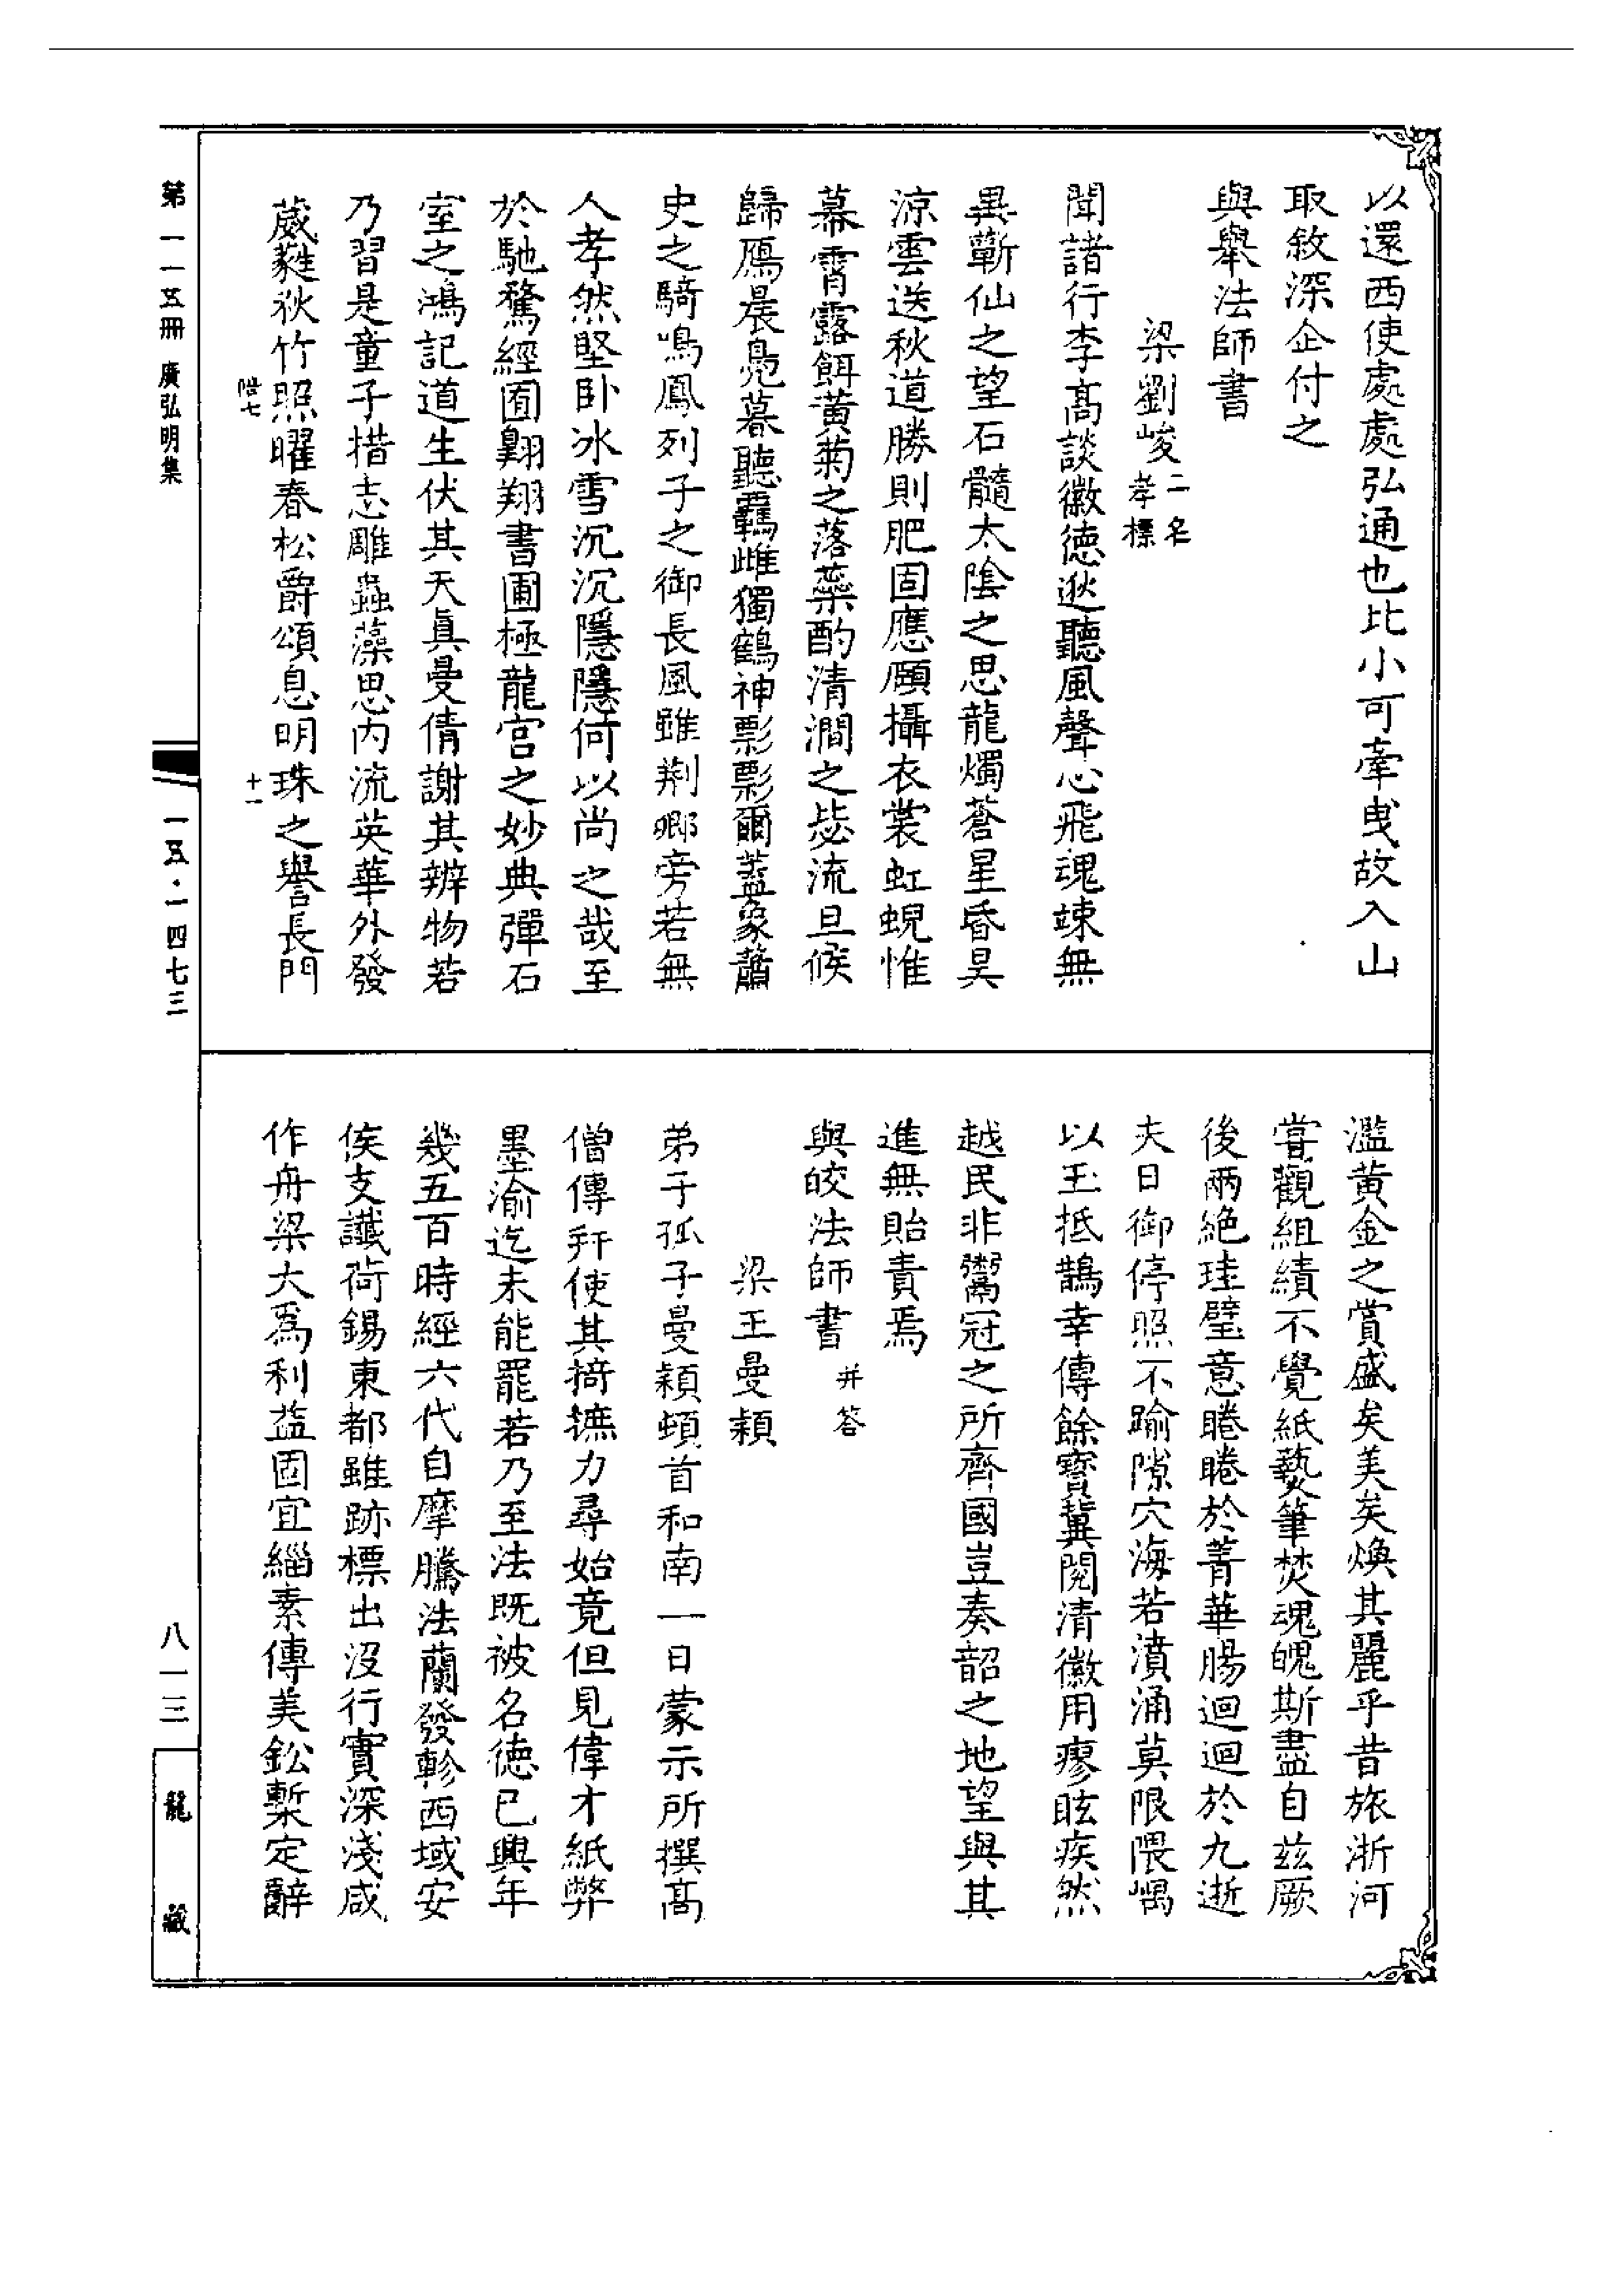 以還西使處處弘通也比小可牽曵故入山
取敘深企付之
與舉法師書
梁劉峻二名孝標
聞諸行李高談徽德逖聽風聲心飛魂竦無
異蘄仙之望石髓太陰之思龍燭蒼星昏昊
涼雲送秋道勝則肥固應願攝衣裳虹蜺惟
幕霄露餌黃菊之落蘂酌清澗之毖流旦候
歸鴈晨鳧暮聽羈雌獨鶴神影影爾蓋象蕭
史之騎鳴鳳列子之御長風雖荆卿旁若無
人孝然堅卧冰雪沉沉隱隱何以尚之哉至
於馳騖經囿翱翔書圃極龍宮之妙典彈石
室之鴻記道生伏其天眞曼倩謝其辨物若
乃習是童子措志雕蟲藻思內流英華外發
葳蕤秋竹照曜春松爵頌息明珠之譽長門
濫黃金之賞盛矣美矣煥其麗乎昔旅浙河
嘗觀組績不覺紙爇筆焚魂魄斯盡自兹厥
後兩絶珪璧意睠睠於菁華腸迴迴於九逝
夫日御停照不踰隙穴海若濆涌莫限隈嵎
以玉抵鵲幸傳餘寶冀閱清徽用瘳眩疾然
越民非鬻冠之所齊國豈奏韶之地望與其
進無貽責焉
與皎法師書并答
梁王曼穎
弟子孤子曼穎頓首和南一日蒙示所撰高
僧傳幷使其掎摭力尋始竟但見偉才紙弊
墨渝迄未能罷若乃至法既被名德已興年
幾五百時經六代自摩騰法蘭發軫西域安
侯支讖荷錫東都雖跡標出沒行實深淺咸
作舟梁大爲利益固宜緇素傳美鈆槧定辭
第一一五冊 廣弘明集
階七
十一
一五·一四七三
八一三
龍藏